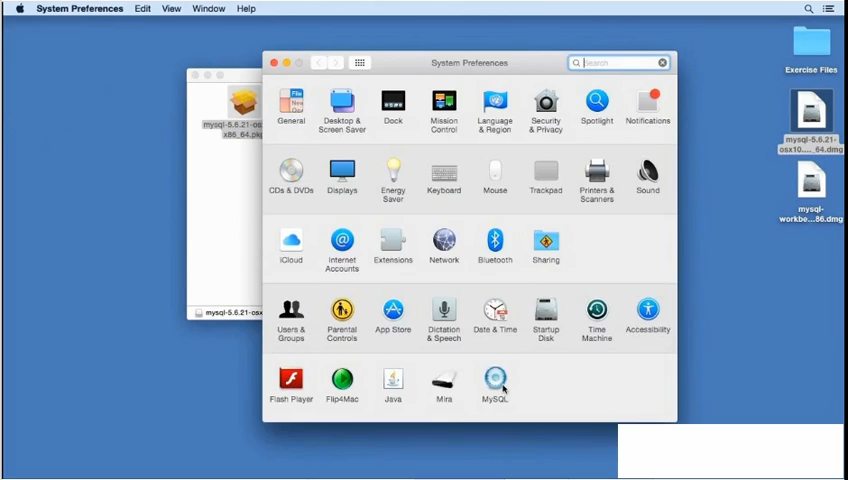 System Preferences Edit View Window Help
System Preferences
Search
Exercise Files
mysql-5.6.21-osx
x86_64.pkg
mysql-5.6.21-
osx10...._64.dmg
mysql-
workbe...86.dmg
General
Desktop &
Screen Saver
Dock
Mission
Control
Language
& Region
Security
& Privacy
Spotlight
Notifications
CDs & DVDs
Displays
Energy
Saver
Keyboard
Mouse
Trackpad
Printers &
Scanners
Sound
iCloud
Internet
Accounts
Extensions
Network
Bluetooth
Sharing
Users &
Groups
Parental
Controls
App Store
Dictation
& Speech
Date & Time
Startup
Disk
Time
Machine
Accessibility
mysql-5.6.21-osx
Flash Player
Flip4Mac
Java
Mira
MySQL